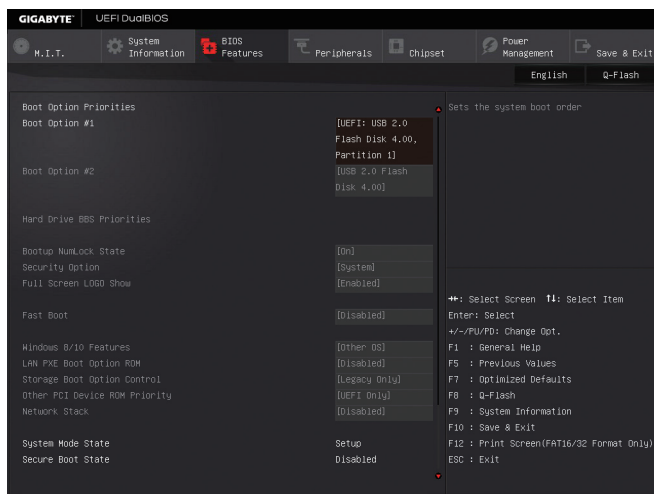 GIGABYTE™ UEFI DualBIOS
M.I.T. System Information BIOS Features Peripherals Chipset Power Management Save & Exit
English Q-Flash
Boot Option Priorities
Boot Option #1 [UEFI: USB 2.0 Flash Disk 4.00, Partition 1]
Boot Option #2 [USB 2.0 Flash Disk 4.00]
Hard Drive BBS Priorities
Bootup NumLock State [On]
Security Option [System]
Full Screen LOGO Show [Enabled]
Fast Boot [Disabled]
Windows 8/10 Features [Other OS]
LAN PXE Boot Option ROM [Disabled]
Storage Boot Option Control [Legacy Only]
Other PCI Device ROM Priority [UEFI Only]
Network Stack [Disabled]
System Mode State Setup
Secure Boot State Disabled
Sets the system boot order
→←: Select Screen ↑↓: Select Item
Enter: Select
+/-/PU/PD: Change Opt.
F1 : General Help
F5 : Previous Values
F7 : Optimized Defaults
F8 : Q-Flash
F9 : System Information
F10 : Save & Exit
F12 : Print Screen(FAT16/32 Format Only)
ESC : Exit